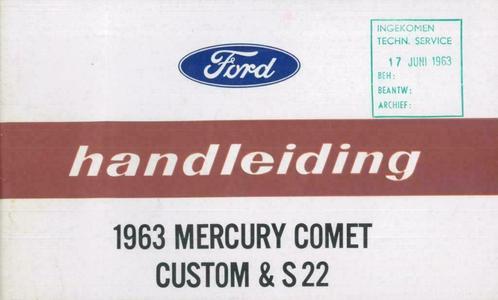 Ford
INGEKOMEN
TECHN. SERVICE
17 JUNI 1963
BEH:
BEANTW:
ARCHIEF:
handleiding
1963 MERCURY COMET
CUSTOM & S 22